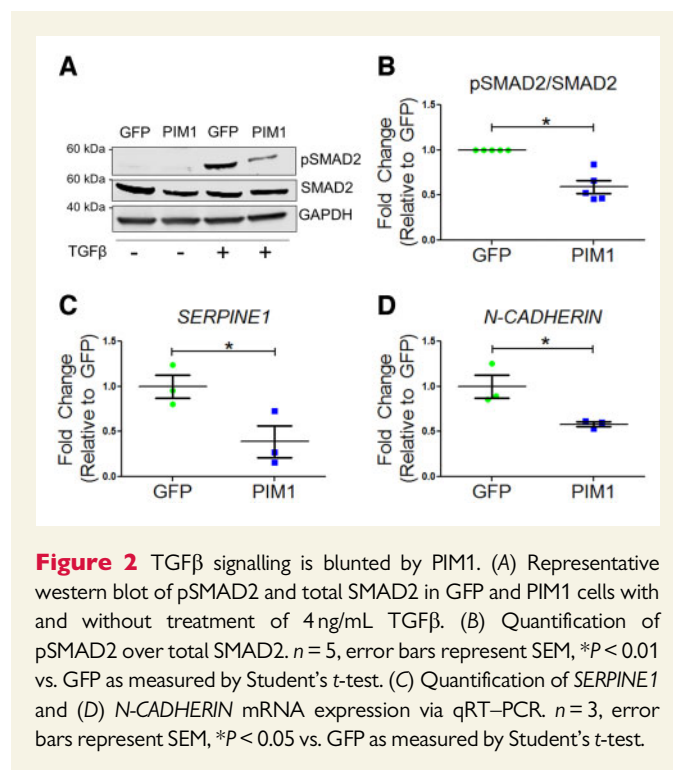 A
GFP PIM1 GFP PIM1
60 kDa
pSMAD2
60 kDa
SMAD2
40 kDa
GAPDH
TGFβ - - + +
B
pSMAD2/SMAD2
Fold Change
(Relative to GFP)
1.5
1.0
0.5
0.0
*
GFP PIM1
C
SERPINE1
Fold Change
(Relative to GFP)
1.5
1.0
0.5
0.0
*
GFP PIM1
D
N-CADHERIN
Fold Change
(Relative to GFP)
1.5
1.0
0.5
0.0
*
GFP PIM1
Figure 2 TGFβ signalling is blunted by PIM1. (A) Representative
western blot of pSMAD2 and total SMAD2 in GFP and PIM1 cells with
and without treatment of 4 ng/mL TGFβ. (B) Quantification of
pSMAD2 over total SMAD2. n = 5, error bars represent SEM, *P < 0.01
vs. GFP as measured by Student's t-test. (C) Quantification of SERPINE1
and (D) N-CADHERIN mRNA expression via qRT–PCR. n = 3, error
bars represent SEM, *P < 0.05 vs. GFP as measured by Student's t-test.